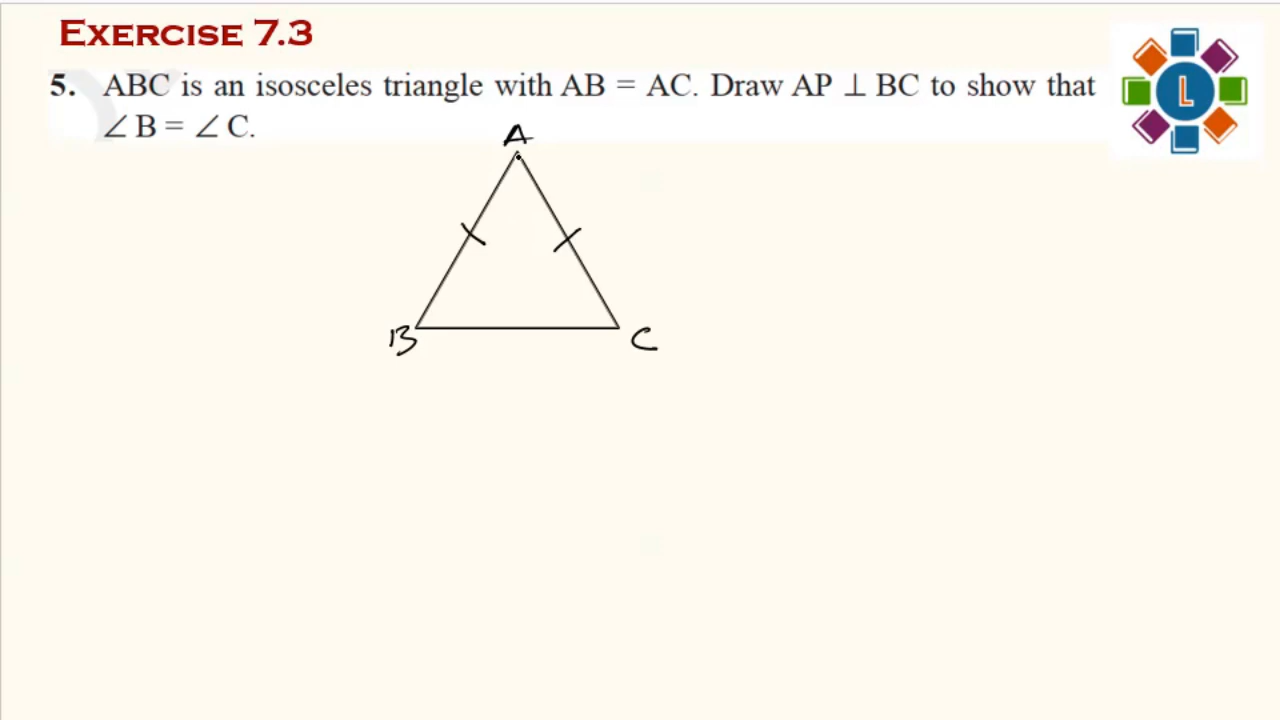 EXERCISE 7.3
5. ABC is an isosceles triangle with AB = AC. Draw AP ⊥ BC to show that
∠B = ∠C.
L
A
B
C